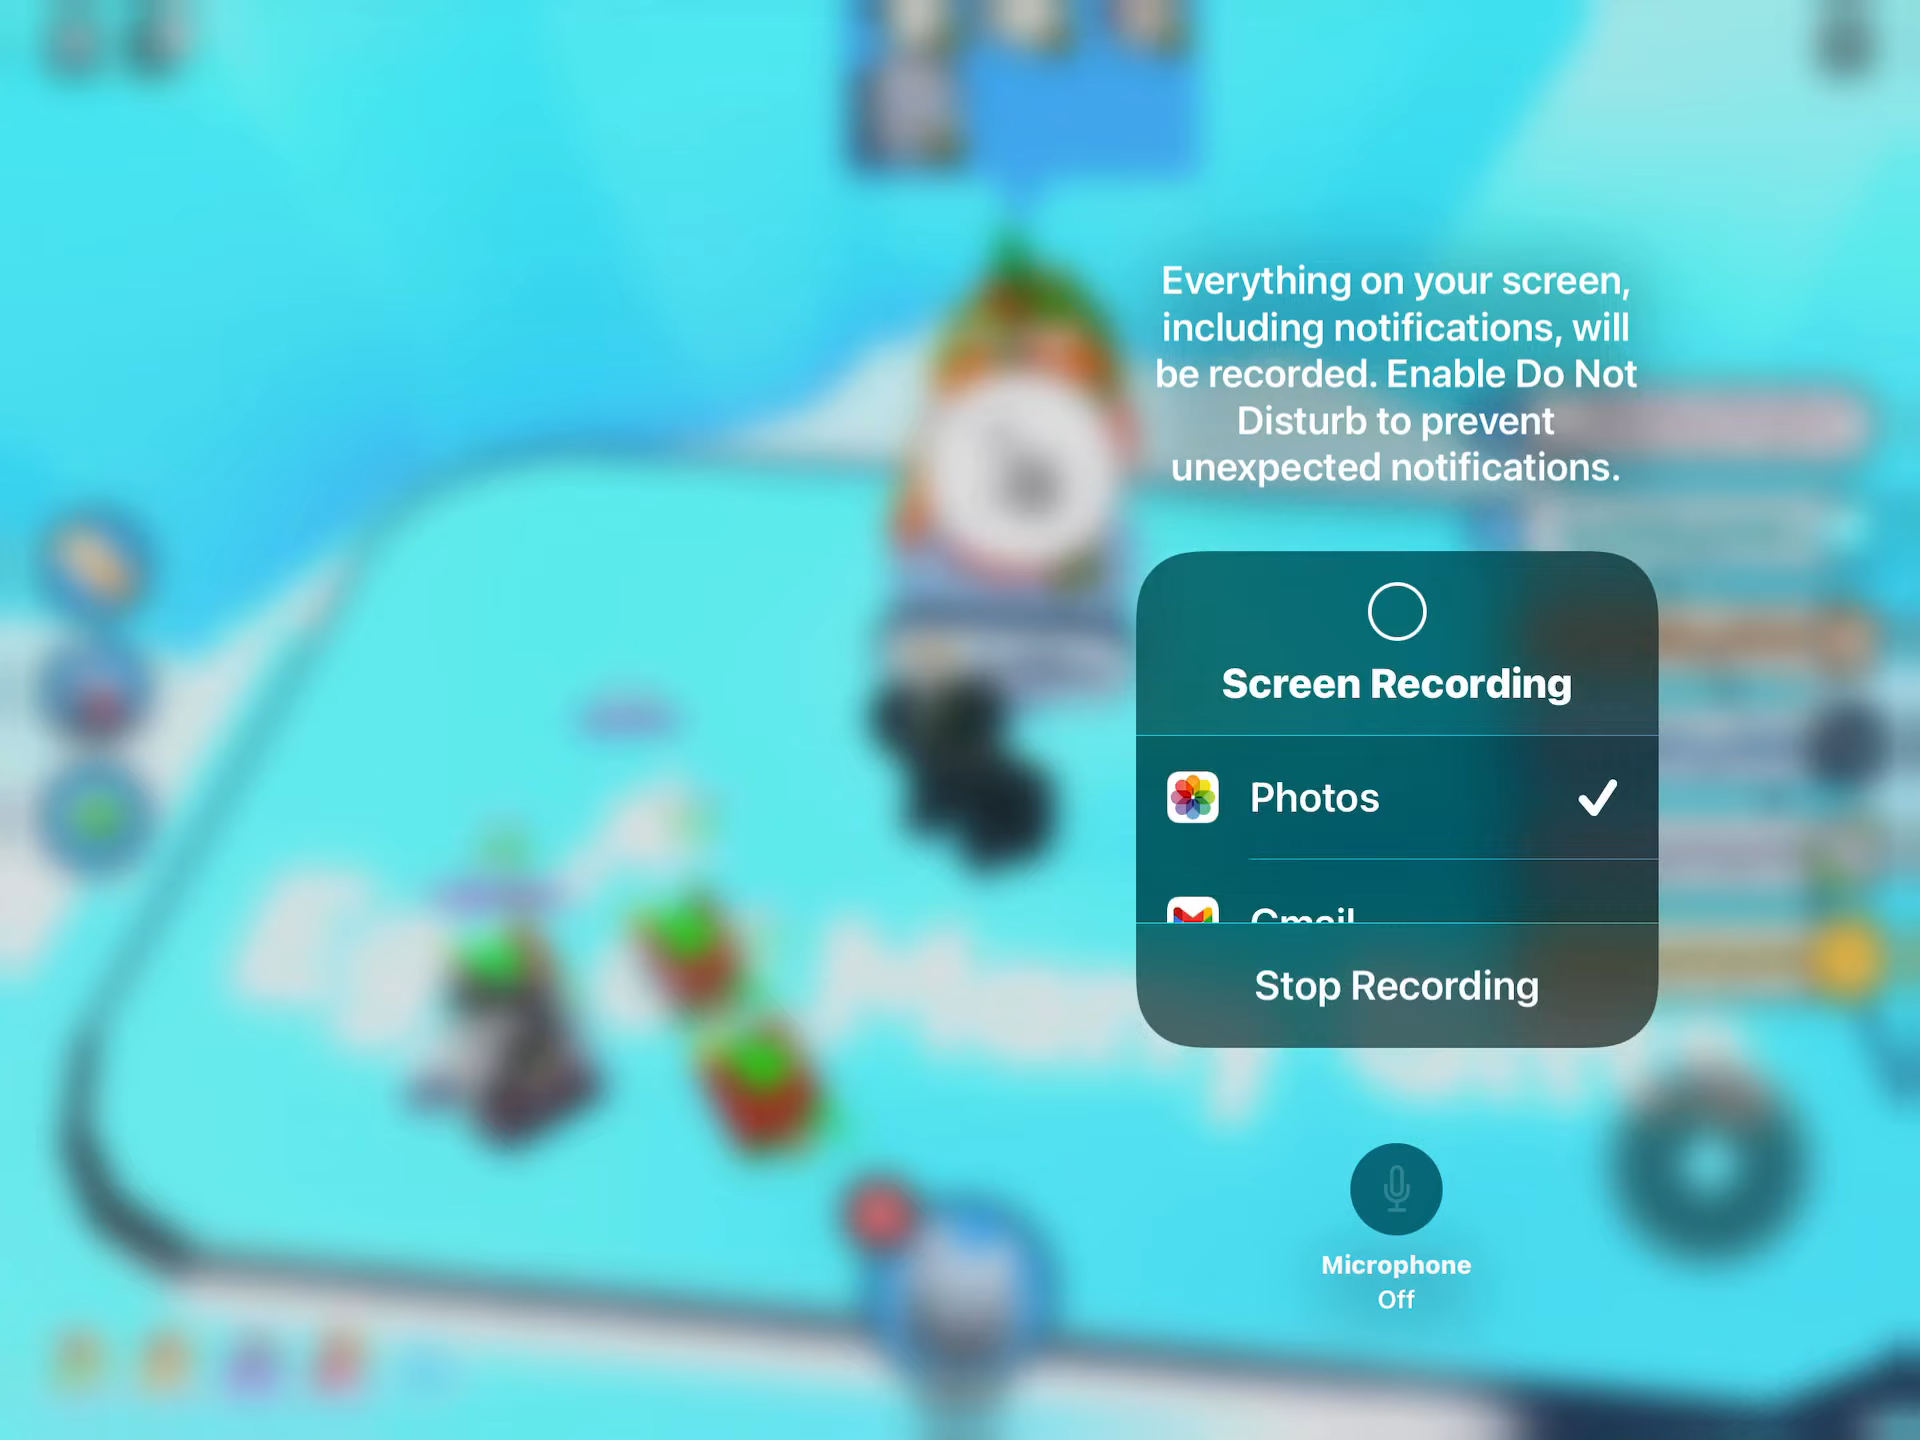 Everything on your screen,
including notifications, will
be recorded. Enable Do Not
Disturb to prevent
unexpected notifications.
Screen Recording
Photos
Gmail
Stop Recording
Microphone
Off